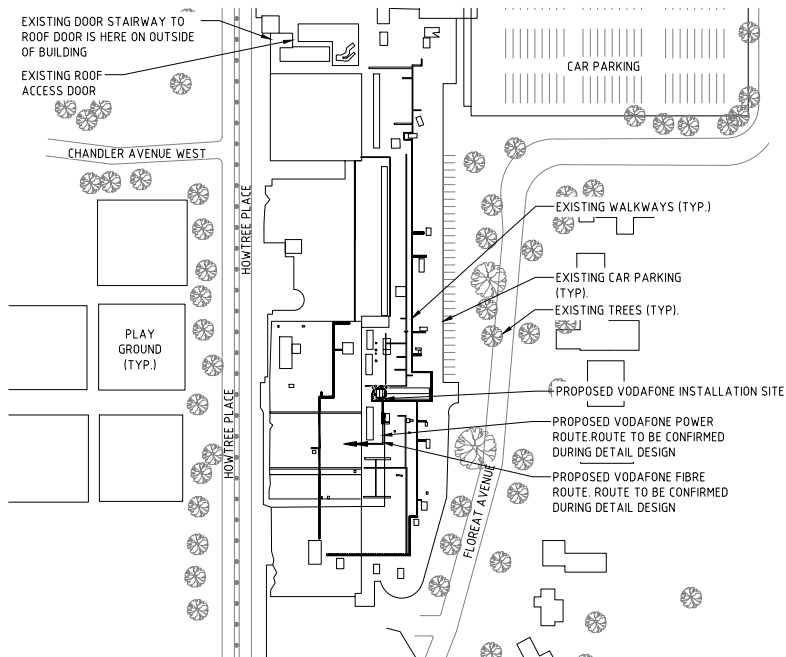 EXISTING DOOR STAIRWAY TO
ROOF DOOR IS HERE ON OUTSIDE
OF BUILDING
EXISTING ROOF
ACCESS DOOR
CAR PARKING
CHANDLER AVENUE WEST
HOWTREE PLACE
EXISTING WALKWAYS (TYP.)
EXISTING CAR PARKING
(TYP).
EXISTING TREES (TYP).
PLAY
GROUND
(TYP.)
PROPOSED VODAFONE INSTALLATION SITE
HOWTREE PLACE
PROPOSED VODAFONE POWER
ROUTE.ROUTE TO BE CONFIRMED
DURING DETAIL DESIGN
PROPOSED VODAFONE FIBRE
ROUTE. ROUTE TO BE CONFIRMED
DURING DETAIL DESIGN
FLOREAT AVENUE